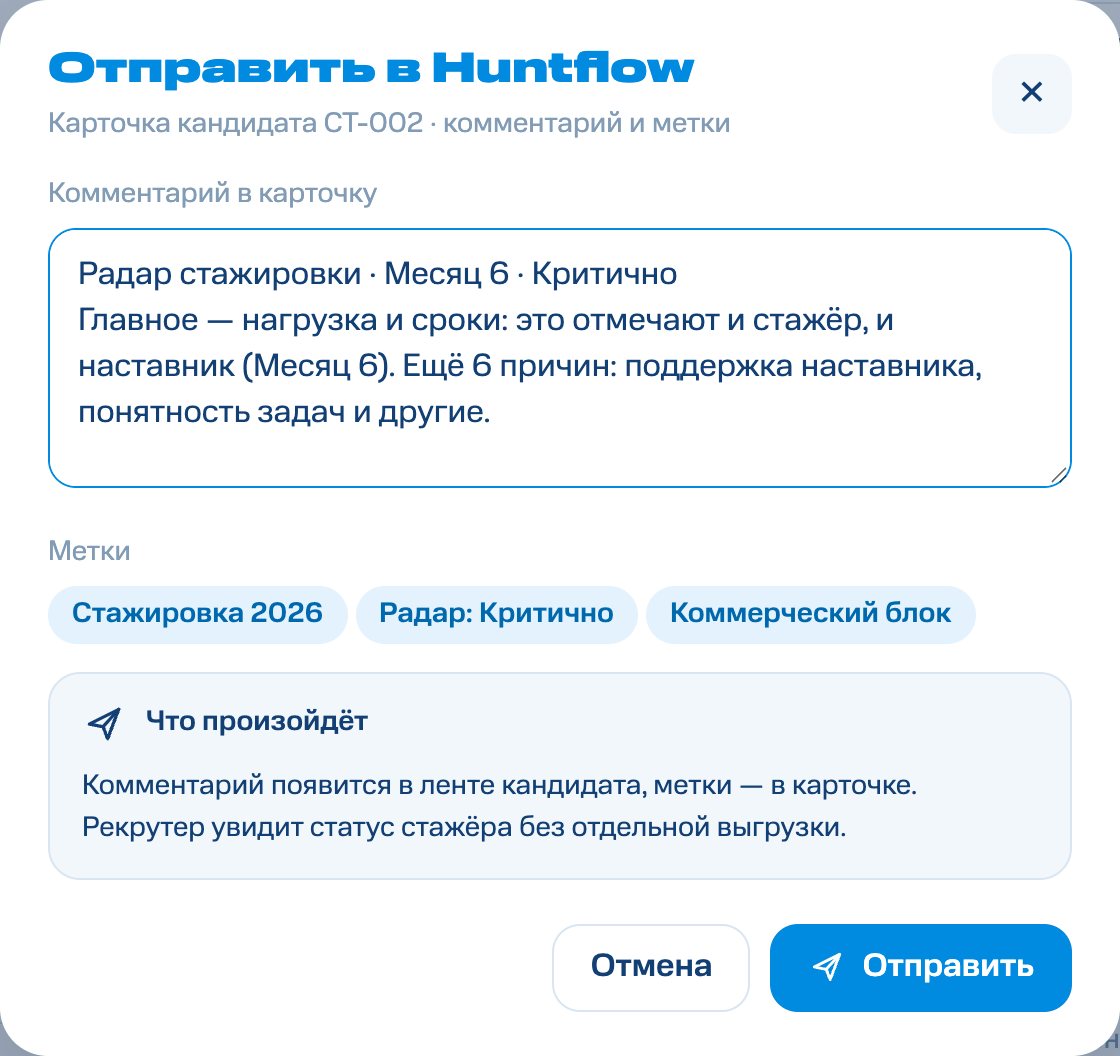 Отправить в Huntflow
Карточка кандидата СТ-002 · комментарий и метки
Комментарий в карточку
Радар стажировки · Месяц 6 · Критично
Главное — нагрузка и сроки: это отмечают и стажёр, и
наставник (Месяц 6). Ещё 6 причин: поддержка наставника,
понятность задач и другие.
Метки
Стажировка 2026 Радар: Критично Коммерческий блок
Что произойдёт
Комментарий появится в ленте кандидата, метки — в карточке.
Рекрутер увидит статус стажёра без отдельной выгрузки.
Отмена Отправить